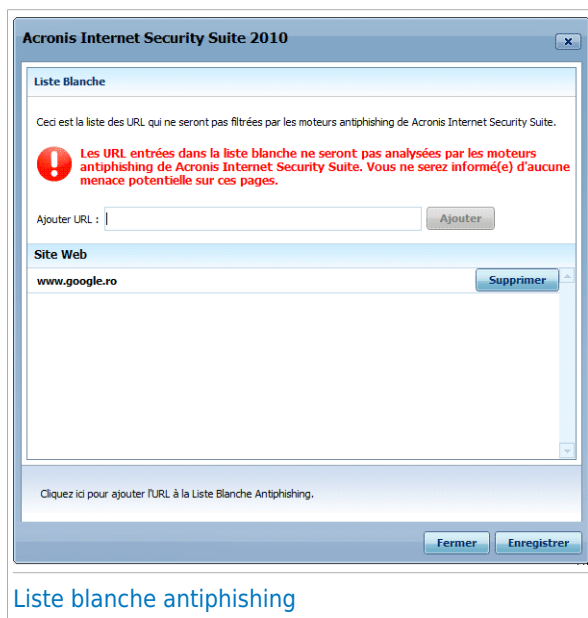 Acronis Internet Security Suite 2010
Liste Blanche
Ceci est la liste des URL qui ne seront pas filtrées par les moteurs antiphishing de Acronis Internet Security Suite.
Les URL entrées dans la liste blanche ne seront pas analysées par les moteurs
antiphishing de Acronis Internet Security Suite. Vous ne serez informé(e) d'aucune
menace potentielle sur ces pages.
Ajouter URL :
Ajouter
Site Web
www.google.ro
Supprimer
Cliquez ici pour ajouter l'URL à la Liste Blanche Antiphishing.
Fermer
Enregistrer
Liste blanche antiphishing